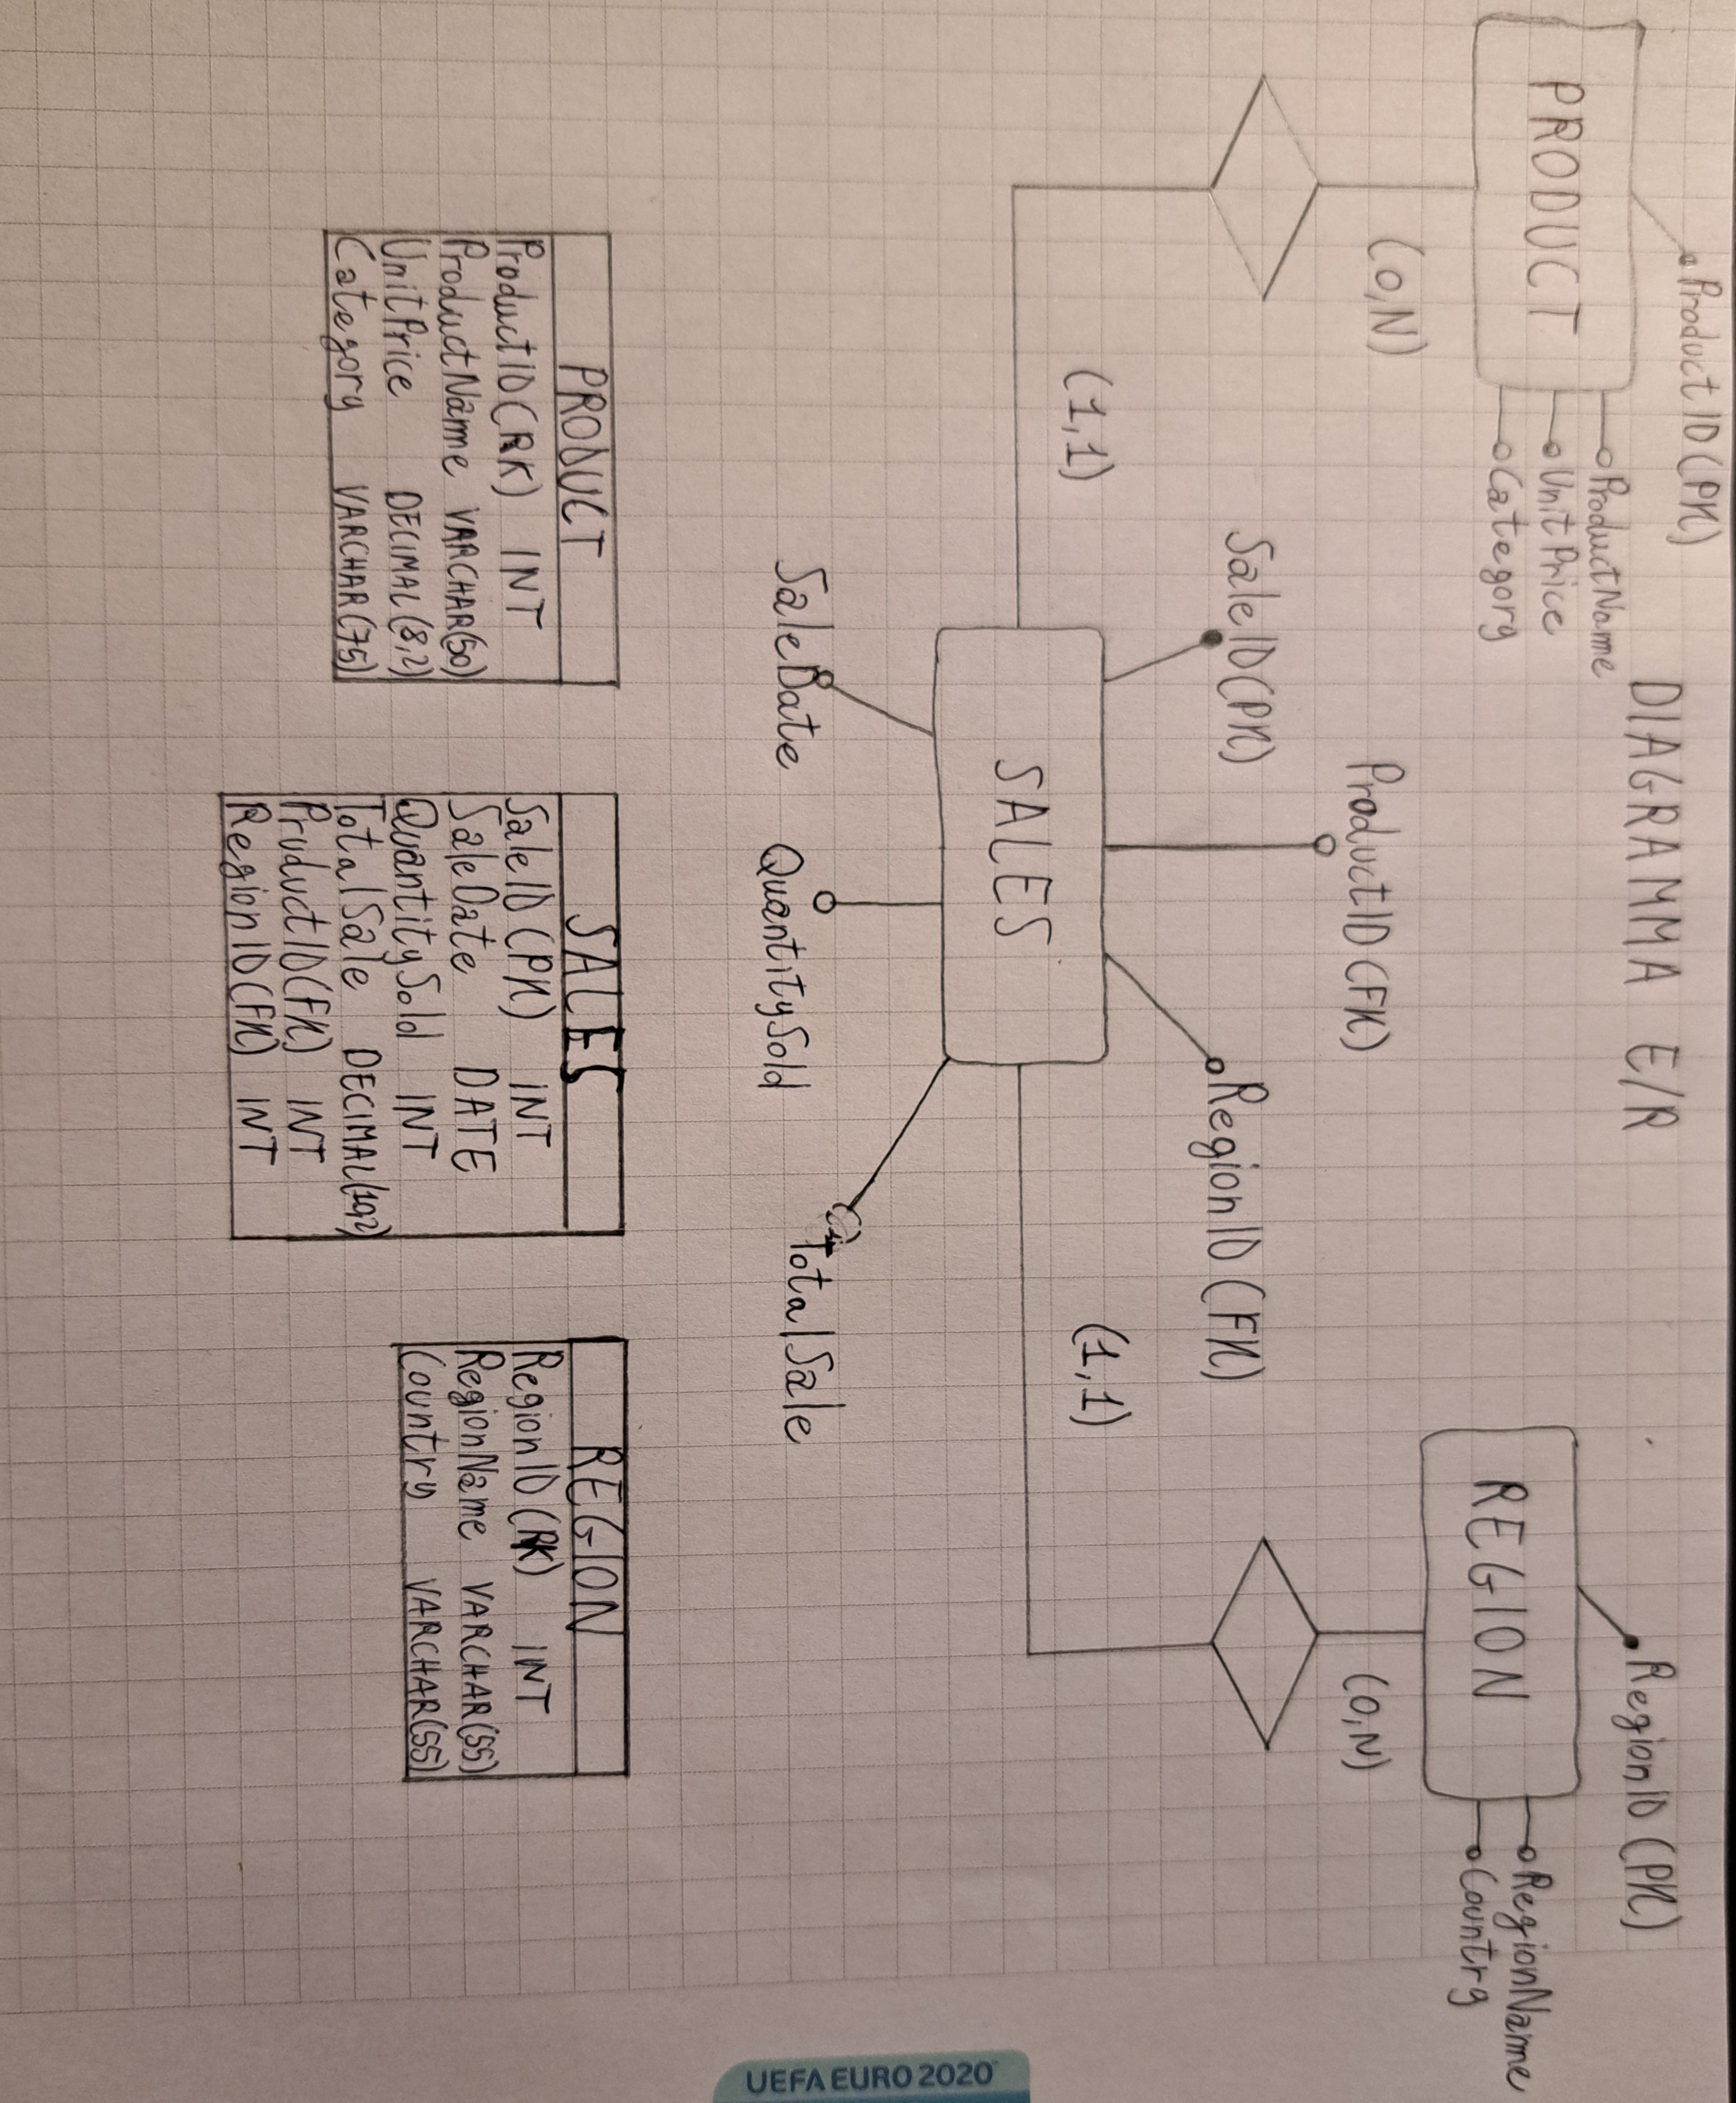 DIAGRAMMA E/R
ProductID(PK)
PRODUCT
ProductName
UnitPrice
Category
(0,N)
(1,1)
RegionID(PK)
REGION
RegionName
Country
(0,N)
(1,1)
ProductID(FK)
SaleID(PK)
RegionID(FK)
SALES
SaleDate
QuantitySold
TotalSale
PRODUCT
ProductID(PK) INT
ProductName VARCHAR(50)
UnitPrice DECIMAL(8,2)
Category VARCHAR(75)
SALES
SaleID(PK) INT
SaleDate DATE
QuantitySold INT
TotalSale DECIMAL(10,2)
ProductID(FK) INT
RegionID(FK) INT
REGION
RegionID(PK) INT
RegionName VARCHAR(55)
Country VARCHAR(55)
UEFA EURO 2020